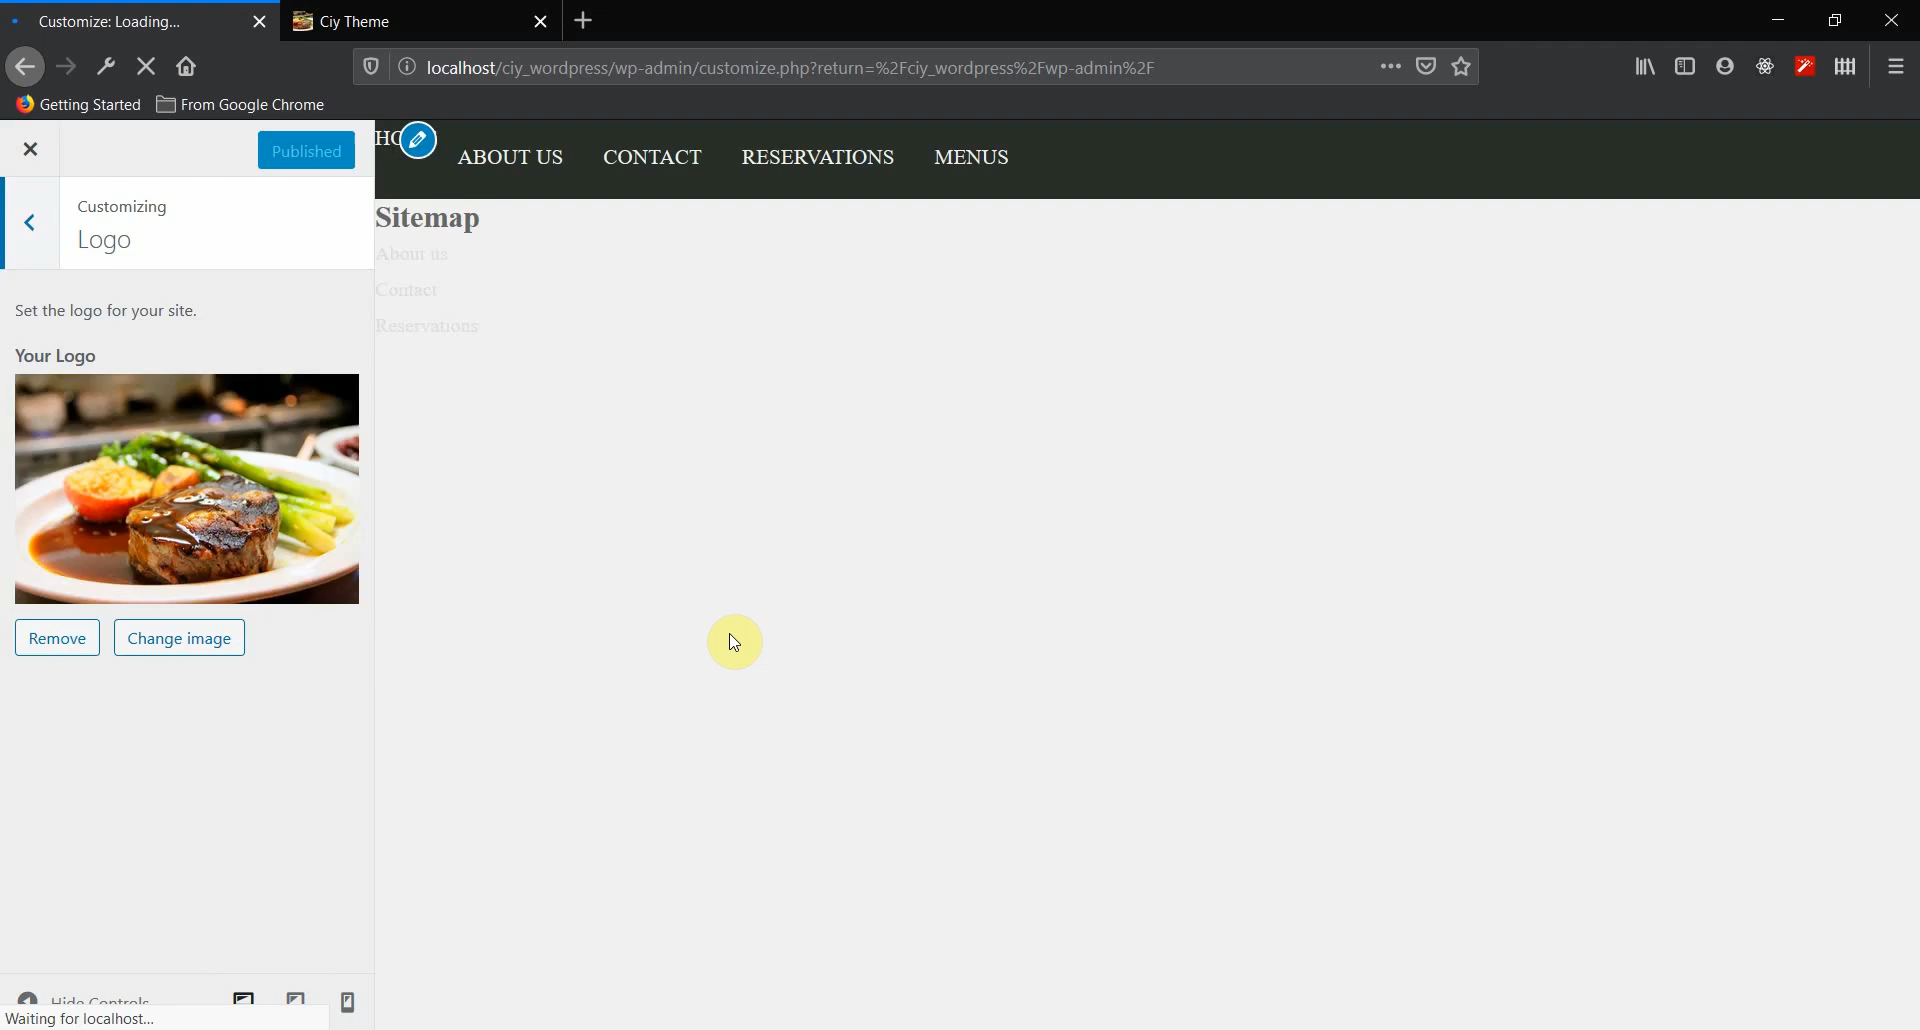 Customize: Loading...
Ciy Theme
localhost/ciy_wordpress/wp-admin/customize.php?return=%2Fciy_wordpress%2Fwp-admin%2F
Getting Started
From Google Chrome
Published
Customizing
Logo
Set the logo for your site.
Your Logo
Remove
Change image
Hide Controls
Waiting for localhost...
ABOUT US
CONTACT
RESERVATIONS
MENUS
Sitemap
About us
Contact
Reservations